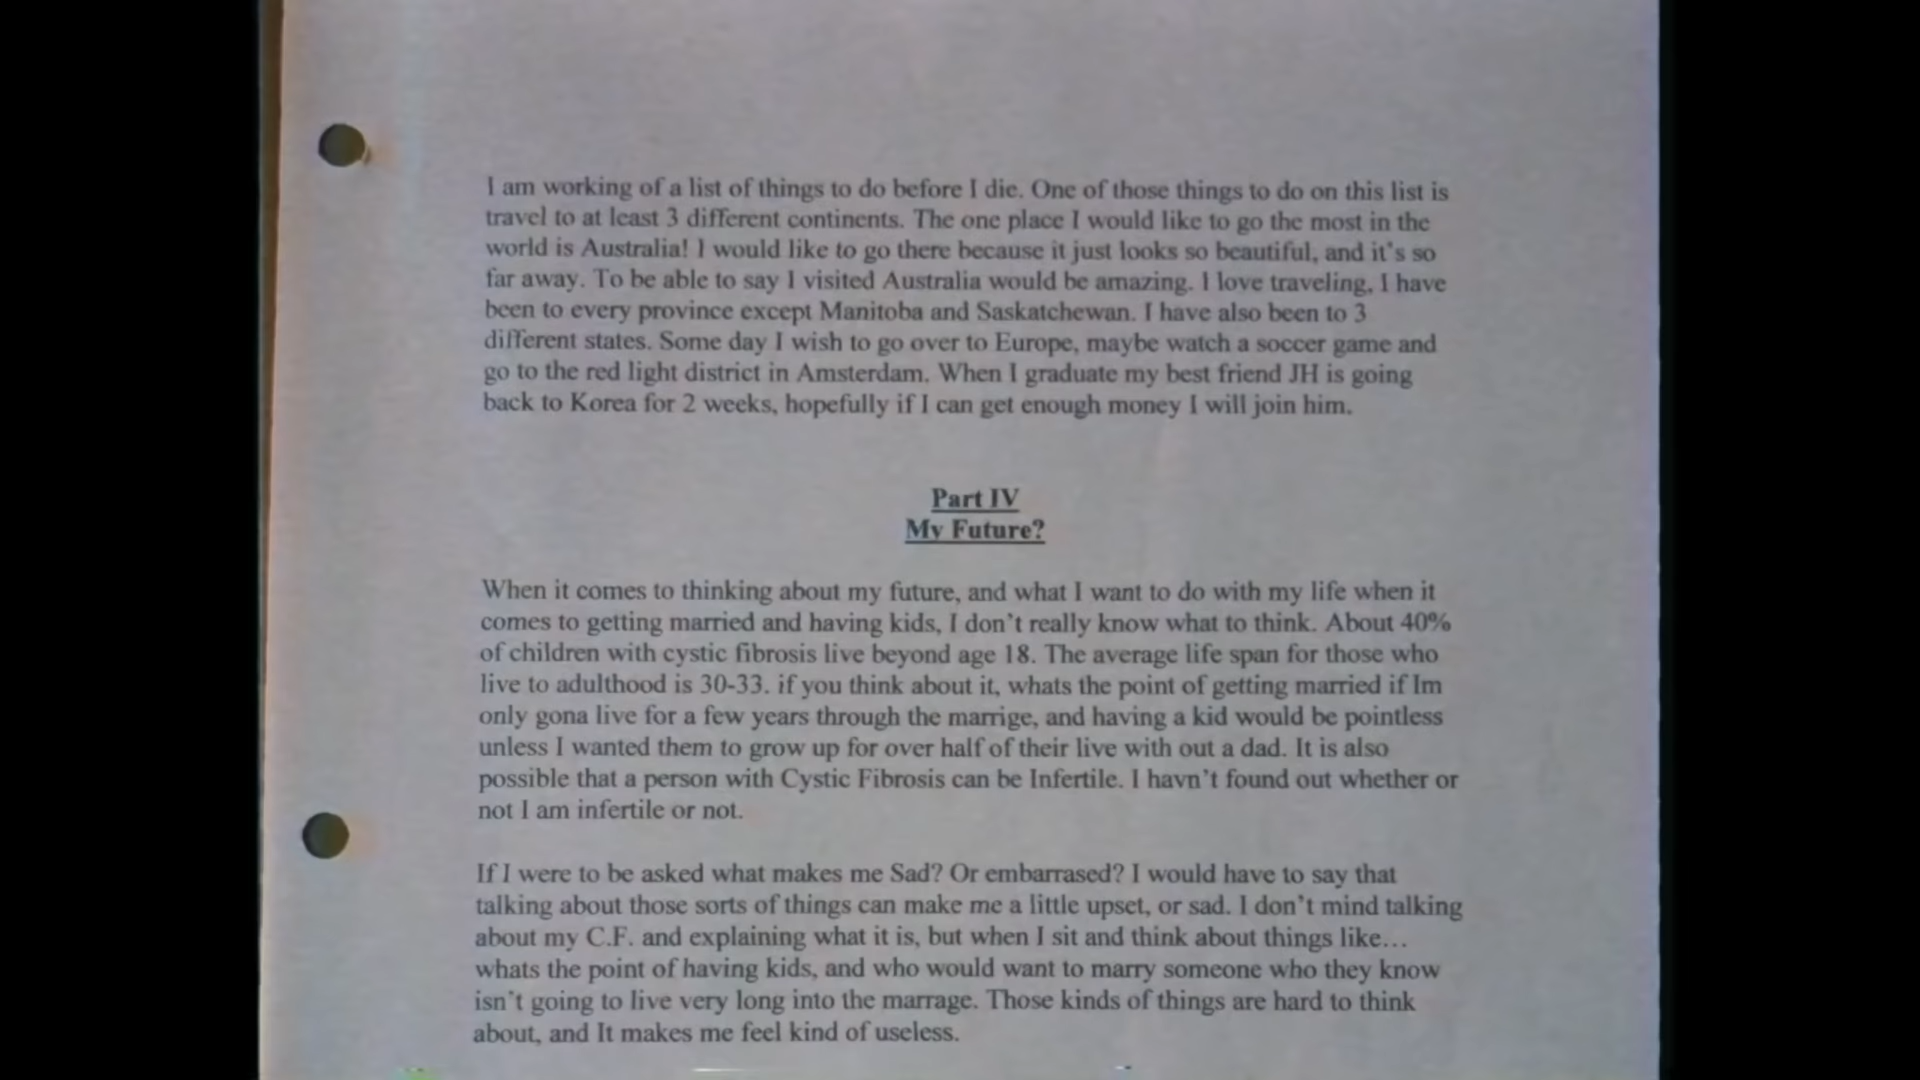 I am working of a list of things to do before I die. One of those things to do on this list is
travel to at least 3 different continents. The one place I would like to go the most in the
world is Australia! I would like to go there because it just looks so beautiful, and it's so
far away. To be able to say I visited Australia would be amazing. I love traveling, I have
been to every province except Manitoba and Saskatchewan. I have also been to 3
different states. Some day I wish to go over to Europe, maybe watch a soccer game and
go to the red light district in Amsterdam. When I graduate my best friend JH is going
back to Korea for 2 weeks, hopefully if I can get enough money I will join him.
Part IV
My Future?
When it comes to thinking about my future, and what I want to do with my life when it
comes to getting married and having kids, I don't really know what to think. About 40%
of children with cystic fibrosis live beyond age 18. The average life span for those who
live to adulthood is 30-33. if you think about it, whats the point of getting married if Im
only gona live for a few years through the marrige, and having a kid would be pointless
unless I wanted them to grow up for over half of their live with out a dad. It is also
possible that a person with Cystic Fibrosis can be Infertile. I havn't found out whether or
not I am infertile or not.
If I were to be asked what makes me Sad? Or embarrased? I would have to say that
talking about those sorts of things can make me a little upset, or sad. I don't mind talking
about my C.F. and explaining what it is, but when I sit and think about things like…
whats the point of having kids, and who would want to marry someone who they know
isn't going to live very long into the marrage. Those kinds of things are hard to think
about, and It makes me feel kind of useless.